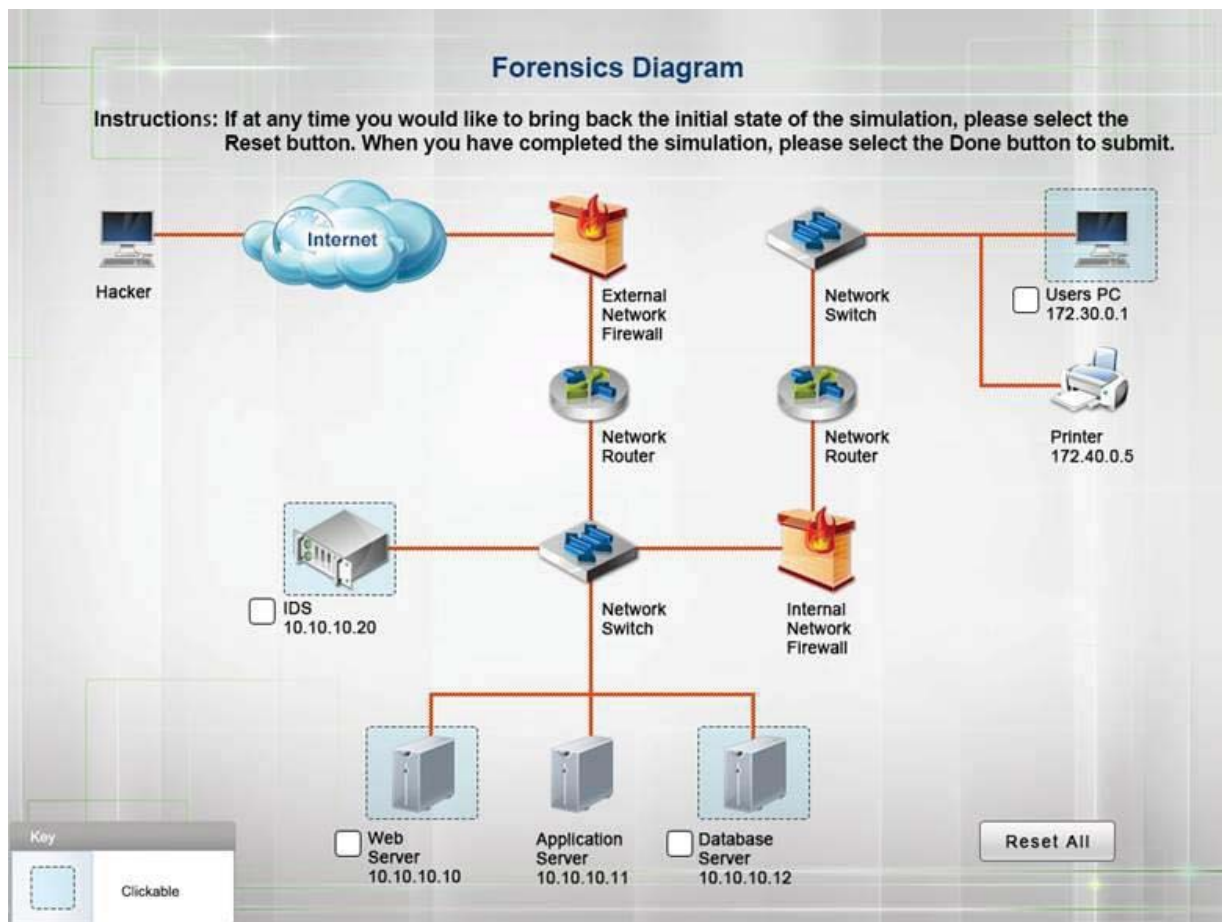 Forensics Diagram
Instructions: If at any time you would like to bring back the initial state of the simulation, please select the
Reset button. When you have completed the simulation, please select the Done button to submit.
Hacker
Internet
External
Network
Firewall
Network
Switch
Users PC
172.30.0.1
Network
Router
Network
Router
Printer
172.40.0.5
IDS
10.10.10.20
Network
Switch
Internal
Network
Firewall
Web
Server
10.10.10.10
Application
Server
10.10.10.11
Database
Server
10.10.10.12
Key
Clickable
Reset All